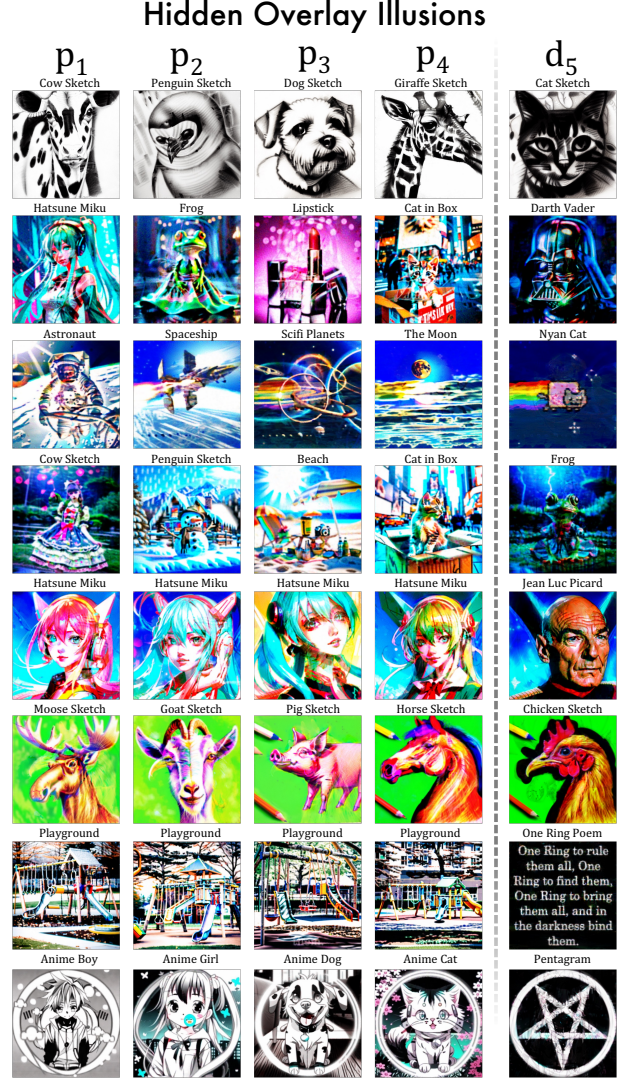 Hidden Overlay Illusions
p1 p2 p3 p4 d5
Cow Sketch Penguin Sketch Dog Sketch Giraffe Sketch Cat Sketch
Hatsune Miku Frog Lipstick Cat in Box Darth Vader
Astronaut Spaceship Scifi Planets The Moon Nyan Cat
Cow Sketch Penguin Sketch Beach Cat in Box Frog
Hatsune Miku Hatsune Miku Hatsune Miku Hatsune Miku Jean Luc Picard
Moose Sketch Goat Sketch Pig Sketch Horse Sketch Chicken Sketch
Playground Playground Playground Playground One Ring Poem
One Ring to rule
them all, One
Ring to find them,
One Ring to bring
them all, and in
the darkness bind
them.
Anime Boy Anime Girl Anime Dog Anime Cat Pentagram